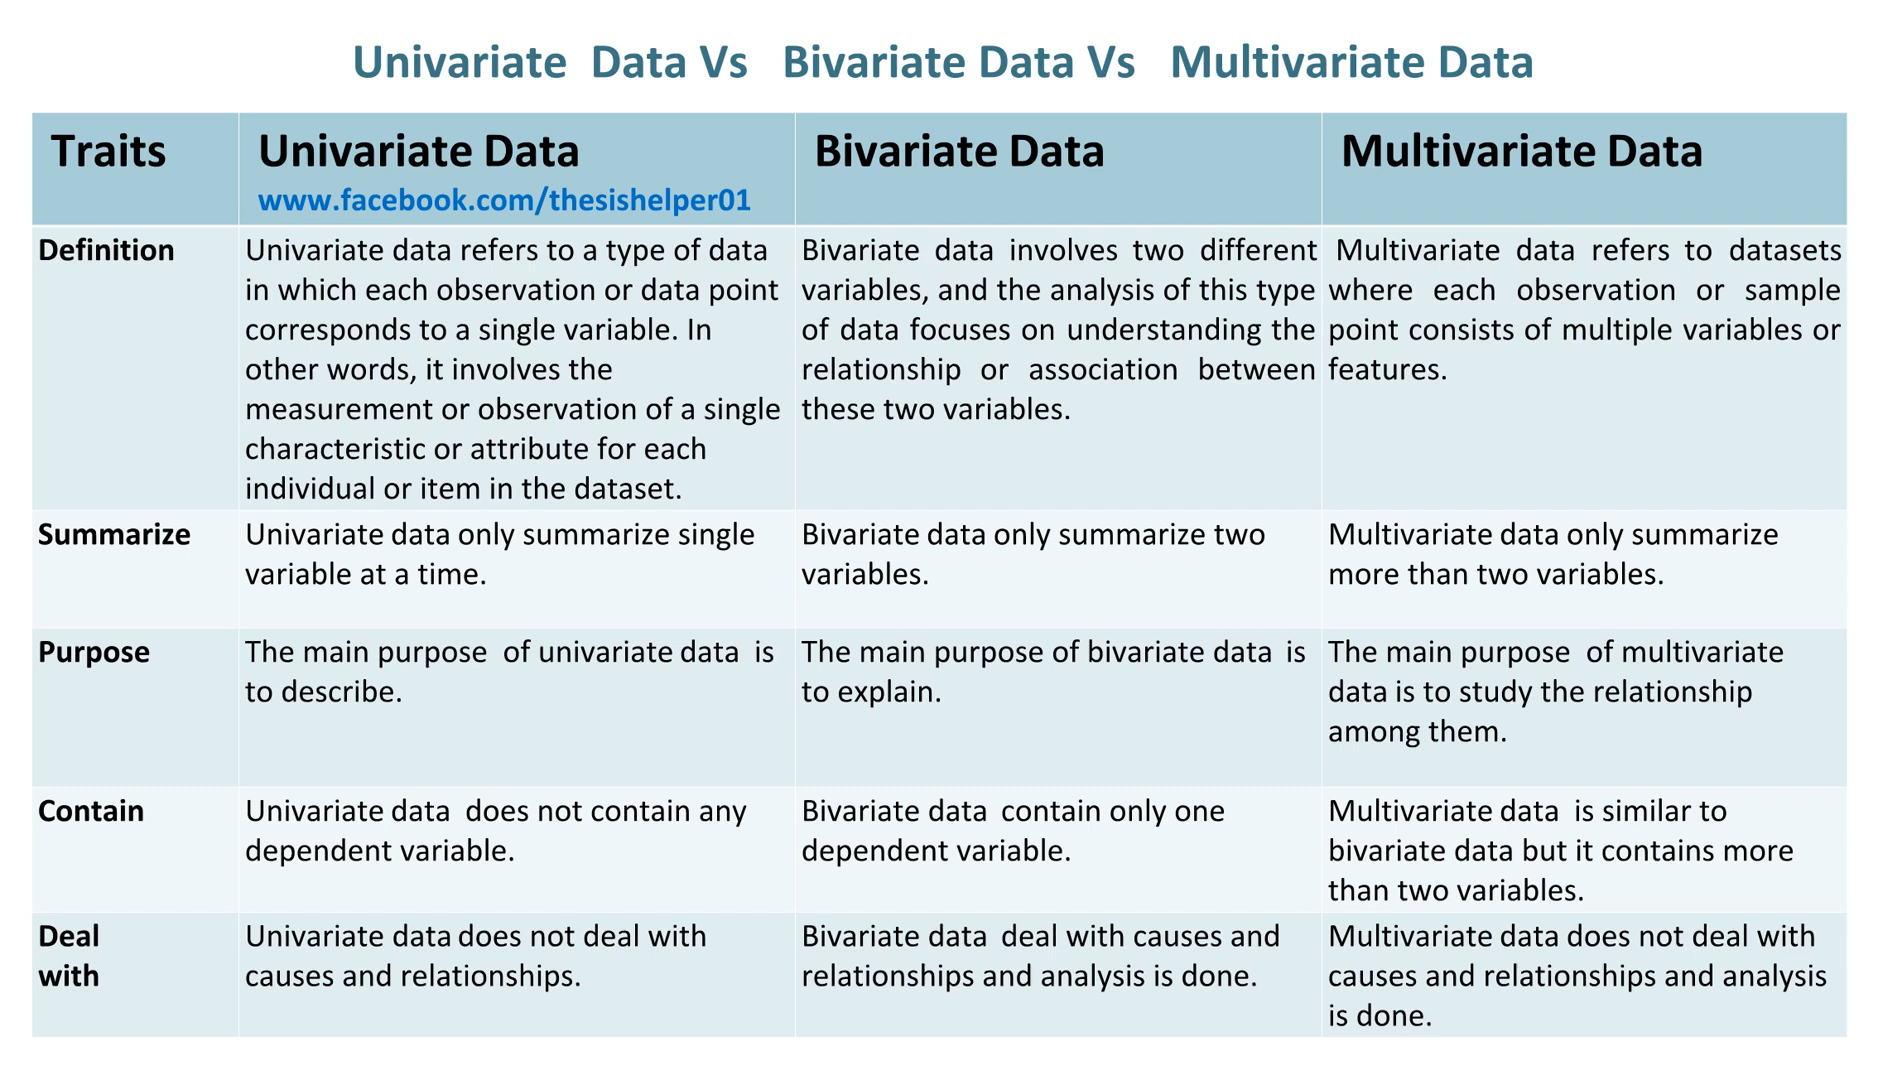 Univariate Data Vs Bivariate Data Vs Multivariate Data
Traits
Univariate Data
www.facebook.com/thesishelper01
Bivariate Data
Multivariate Data
Definition
Univariate data refers to a type of data
in which each observation or data point
corresponds to a single variable. In
other words, it involves the
measurement or observation of a single
characteristic or attribute for each
individual or item in the dataset.
Bivariate data involves two different
variables, and the analysis of this type
of data focuses on understanding the
relationship or association between
these two variables.
Multivariate data refers to datasets
where each observation or sample
point consists of multiple variables or
features.
Summarize
Univariate data only summarize single
variable at a time.
Bivariate data only summarize two
variables.
Multivariate data only summarize
more than two variables.
Purpose
The main purpose of univariate data is
to describe.
The main purpose of bivariate data is
to explain.
The main purpose of multivariate
data is to study the relationship
among them.
Contain
Univariate data does not contain any
dependent variable.
Bivariate data contain only one
dependent variable.
Multivariate data is similar to
bivariate data but it contains more
than two variables.
Deal
with
Univariate data does not deal with
causes and relationships.
Bivariate data deal with causes and
relationships and analysis is done.
Multivariate data does not deal with
causes and relationships and analysis
is done.